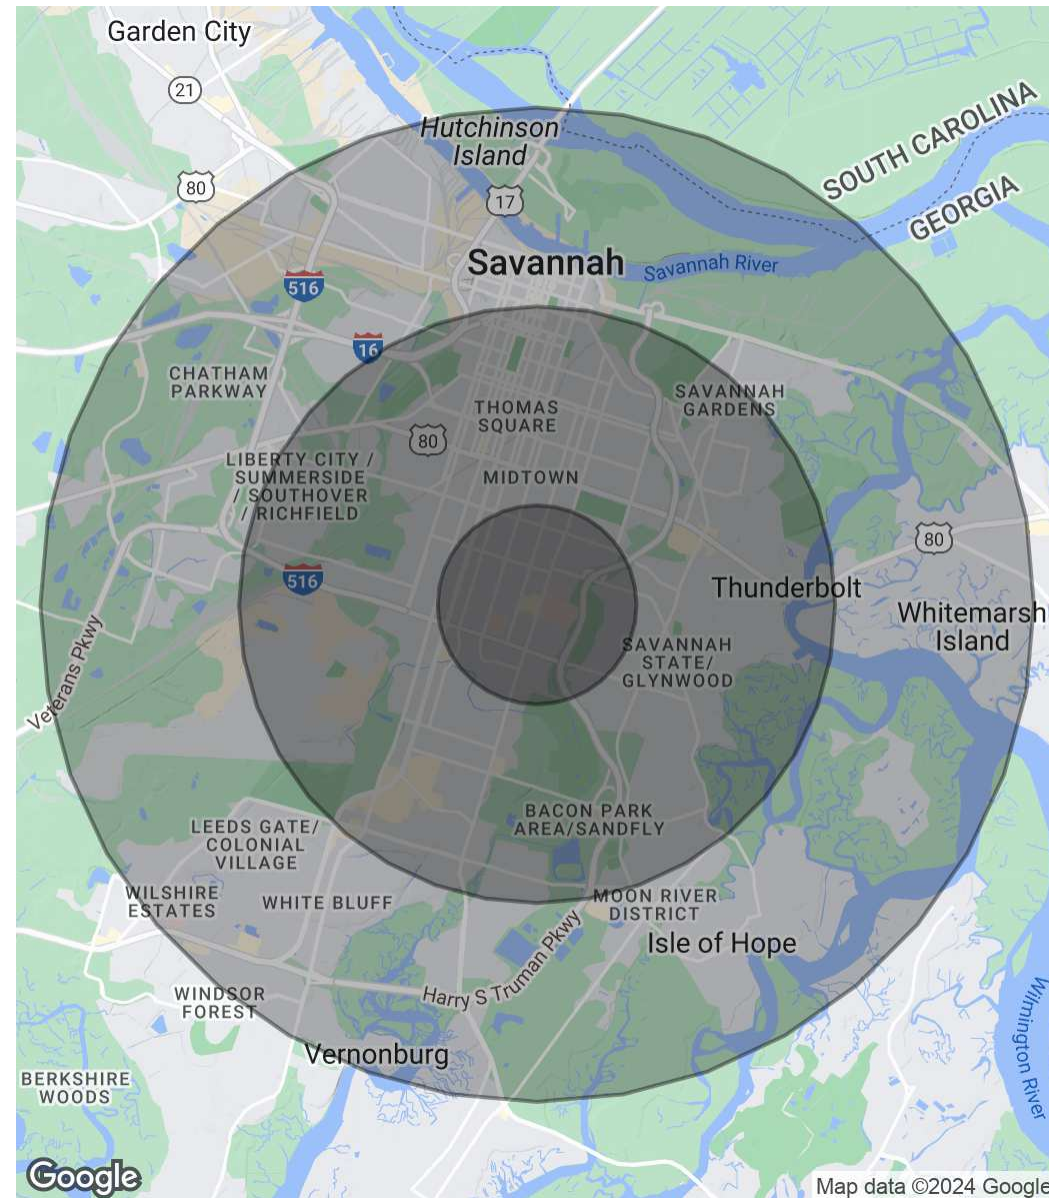 Garden City
21
Hutchinson
Island
SOUTH CAROLINA
GEORGIA
80
17
Savannah
Savannah River
516
16
CHATHAM
PARKWAY
SAVANNAH
GARDENS
THOMAS
SQUARE
80
LIBERTY CITY /
SUMMERSIDE
/ SOUTHOVER
/ RICHFIELD
MIDTOWN
80
516
Thunderbolt
Whitemarsh
Island
Veterans Pkwy
SAVANNAH
STATE/
GLYNWOOD
LEEDS GATE/
COLONIAL
VILLAGE
BACON PARK
AREA/SANDFLY
WILSHIRE
ESTATES
WHITE BLUFF
MOON RIVER
DISTRICT
Isle of Hope
Harry S Truman Pkwy
WINDSOR
FOREST
Wilmington River
Vernonburg
BERKSHIRE
WOODS
Google
Map data ©2024 Google